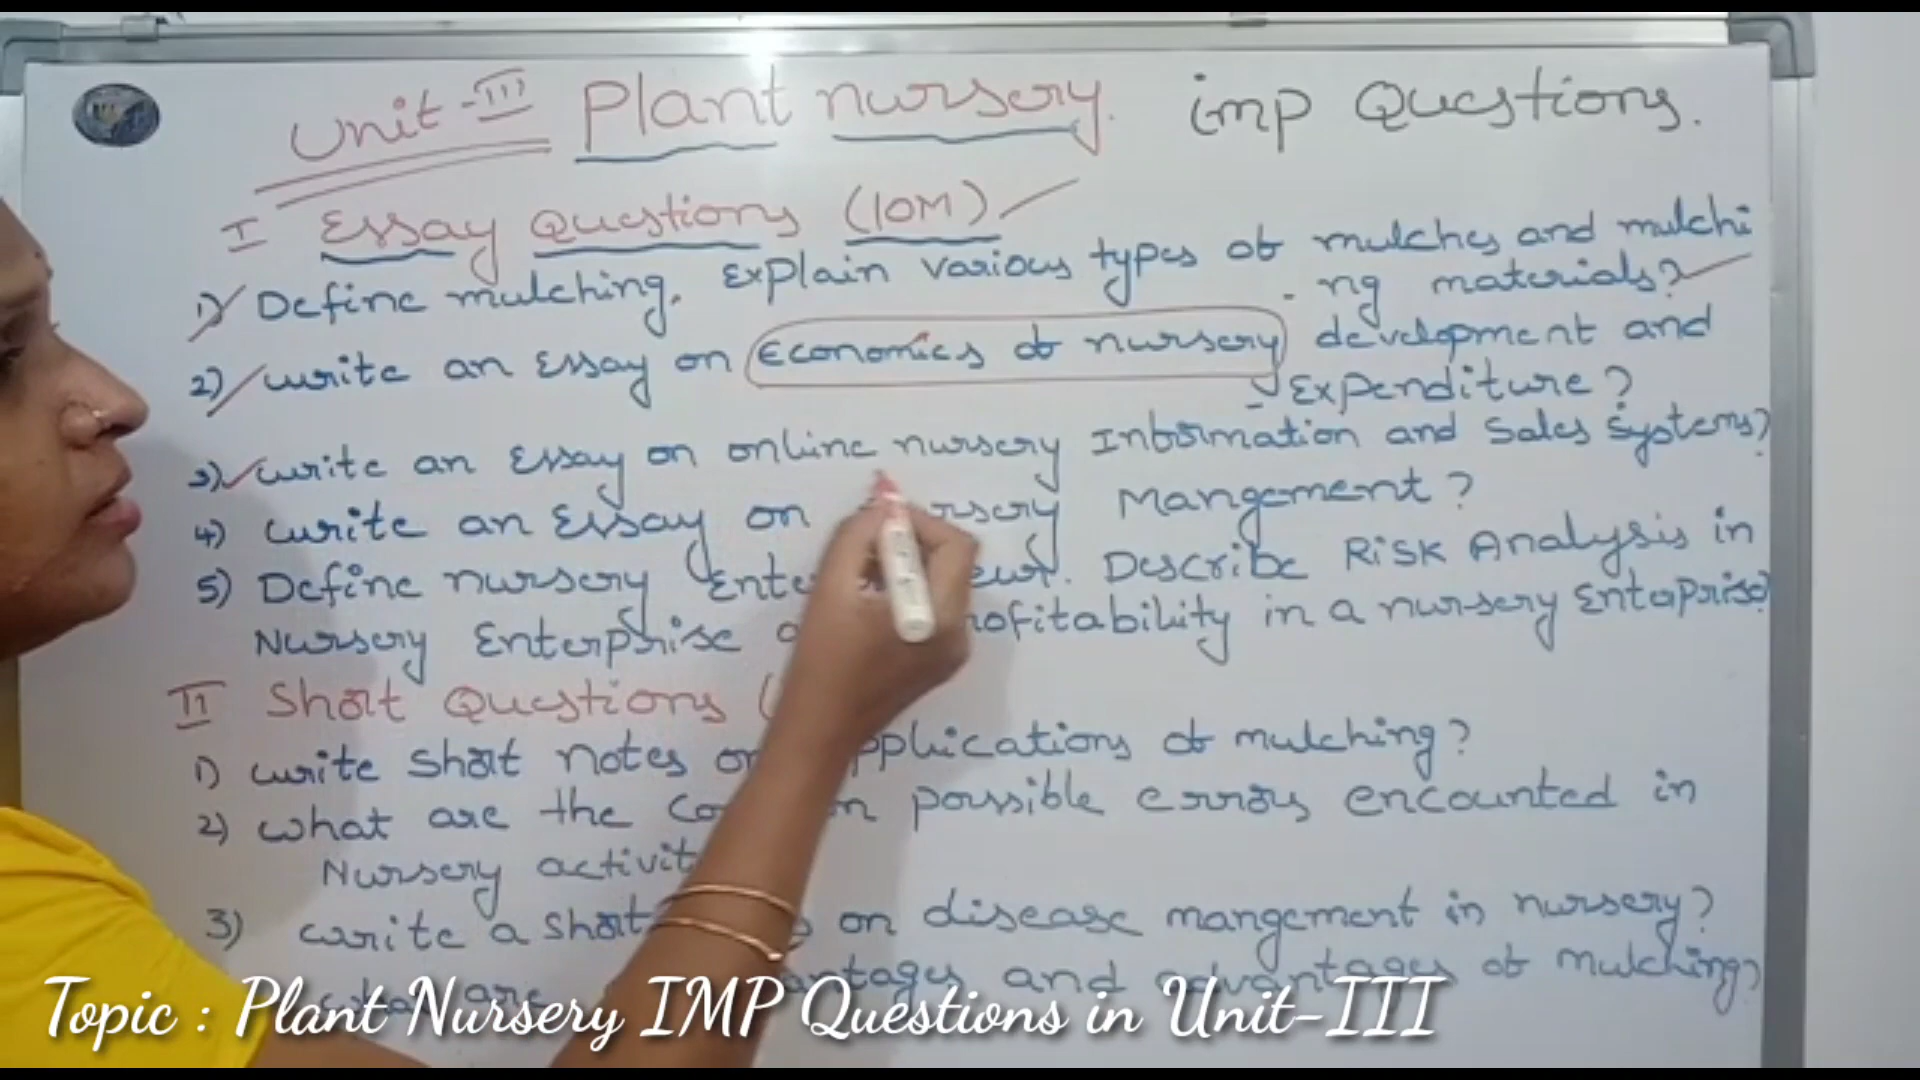 Unit-III Plant nursery. imp Questions.
I Essay Questions (10M)
1) Define mulching. Explain various types of mulches and mulchi
- ng materials?
2) write an Essay on Economics of nursery development and
- Expenditure?
3) write an Essay on online nursery Information and Sales Systems?
4) write an Essay on Mangement?
5) Define nursery Describe Risk Analysis in
Nursery Enterprise in a nursery Enterprise?
II Short Questions (
1) write short notes on applications of mulching?
2) what are the possible errors encounted in
Nursery
3) write a short on disease mangement in nursery?
are and advantages of mulching?
Topic : Plant Nursery IMP Questions in Unit-III